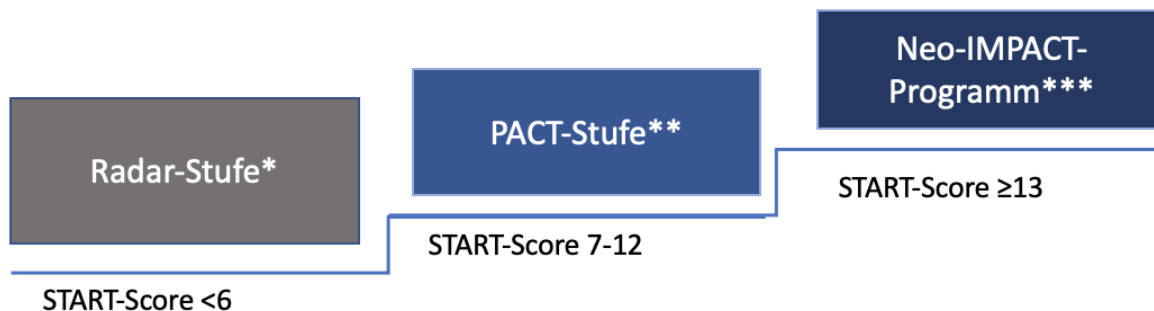 Radar-Stufe*
START-Score <6
PACT-Stufe**
START-Score 7-12
Neo-IMPACT-
Programm***
START-Score ≥13